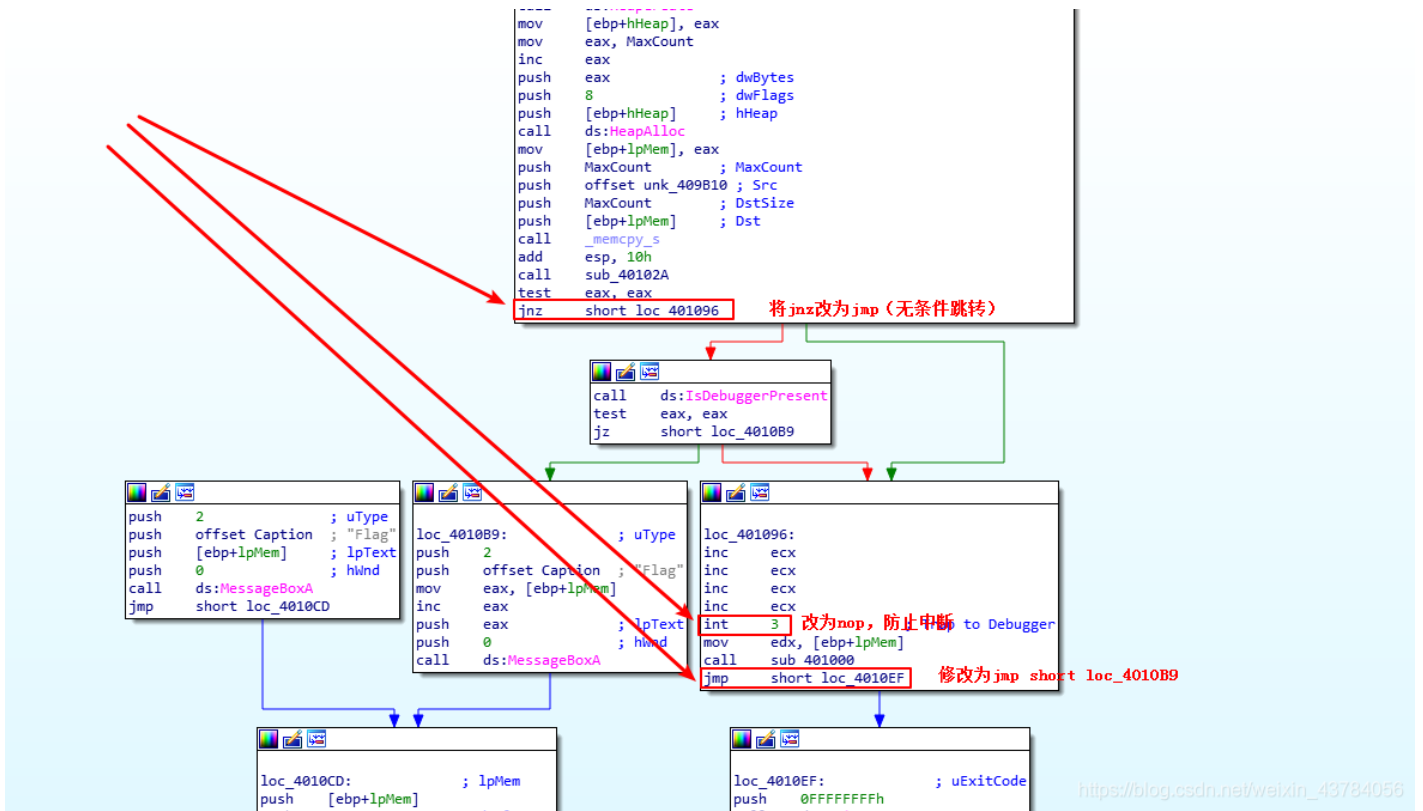 mov [ebp+hHeap], eax
mov eax, MaxCount
inc eax
push eax ; dwBytes
push 8 ; dwFlags
push [ebp+hHeap] ; hHeap
call ds:HeapAlloc
mov [ebp+lpMem], eax
push MaxCount ; MaxCount
push offset unk_409B10 ; Src
push MaxCount ; DstSize
push [ebp+lpMem] ; Dst
call _memcpy_s
add esp, 10h
call sub_40102A
test eax, eax
jnz short loc_401096
将jnz改为jmp（无条件跳转）
call ds:IsDebuggerPresent
test eax, eax
jz short loc_4010B9
push 2 ; uType
push offset Caption ; "Flag"
push [ebp+lpMem] ; lpText
push 0 ; hWnd
call ds:MessageBoxA
jmp short loc_4010CD
loc_4010B9: ; uType
push 2
push offset Caption ; "Flag"
mov eax, [ebp+lpMem]
inc eax
push eax ; lpText
push 0 ; hWnd
call ds:MessageBoxA
loc_401096:
inc ecx
inc ecx
inc ecx
inc ecx
int 3 ; Trap to Debugger
改为nop，防止中断
mov edx, [ebp+lpMem]
call sub_401000
jmp short loc_4010EF
修改为jmp short loc_4010B9
loc_4010CD: ; lpMem
push [ebp+lpMem]
loc_4010EF: ; uExitCode
push 0FFFFFFFFh
https://blog.csdn.net/weixin_43784056